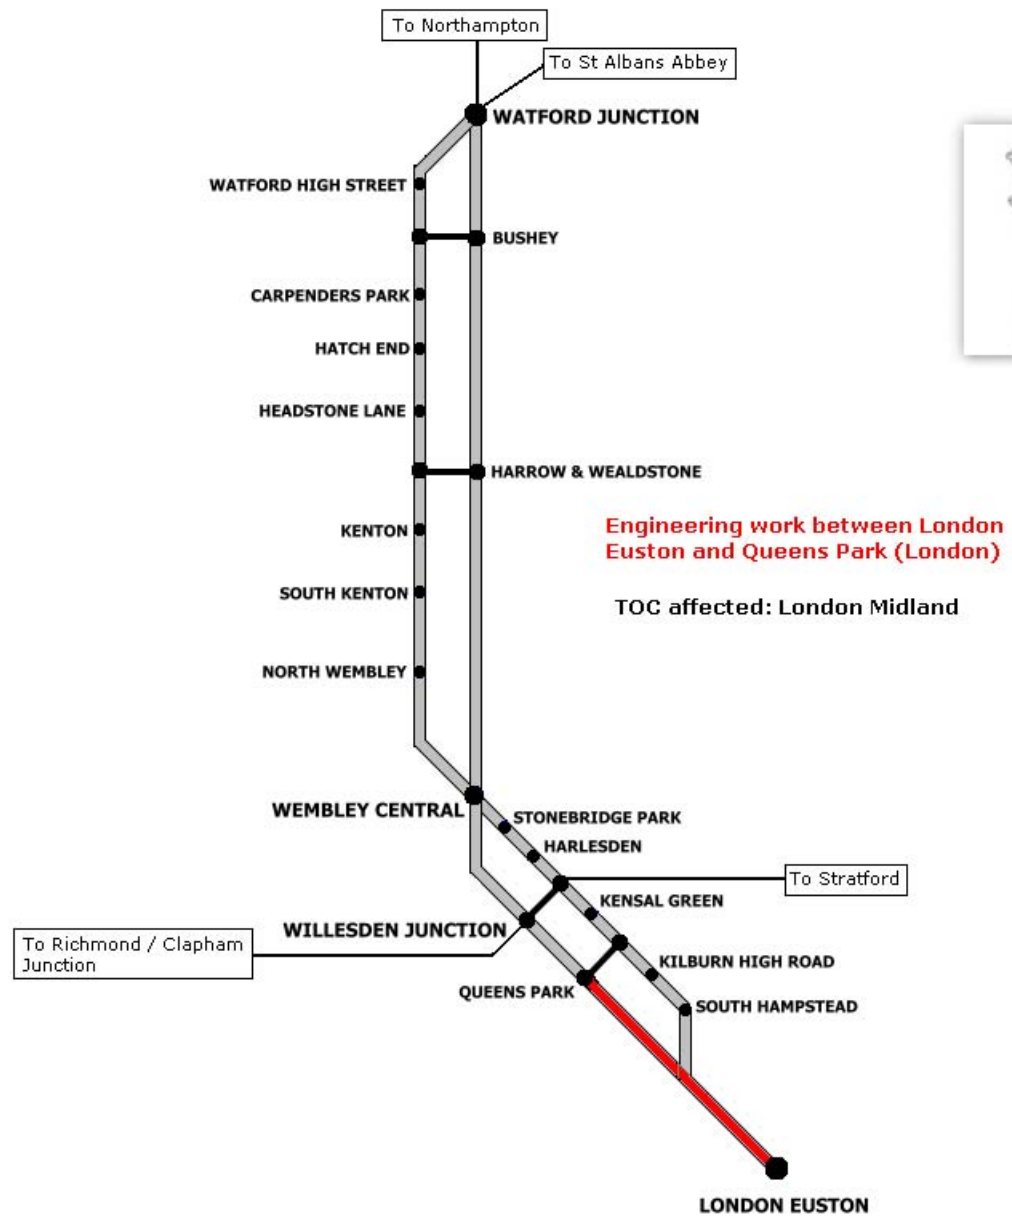 To Northampton
To St Albans Abbey
WATFORD JUNCTION
WATFORD HIGH STREET
BUSHEY
CARPENDERS PARK
HATCH END
HEADSTONE LANE
HARROW & WEALDSTONE
Engineering work between London
Euston and Queens Park (London)
KENTON
SOUTH KENTON
TOC affected: London Midland
NORTH WEMBLEY
WEMBLEY CENTRAL
STONEBRIDGE PARK
HARLESDEN
To Stratford
KENSAL GREEN
WILLESDEN JUNCTION
To Richmond / Clapham
Junction
KILBURN HIGH ROAD
QUEENS PARK
SOUTH HAMPSTEAD
LONDON EUSTON